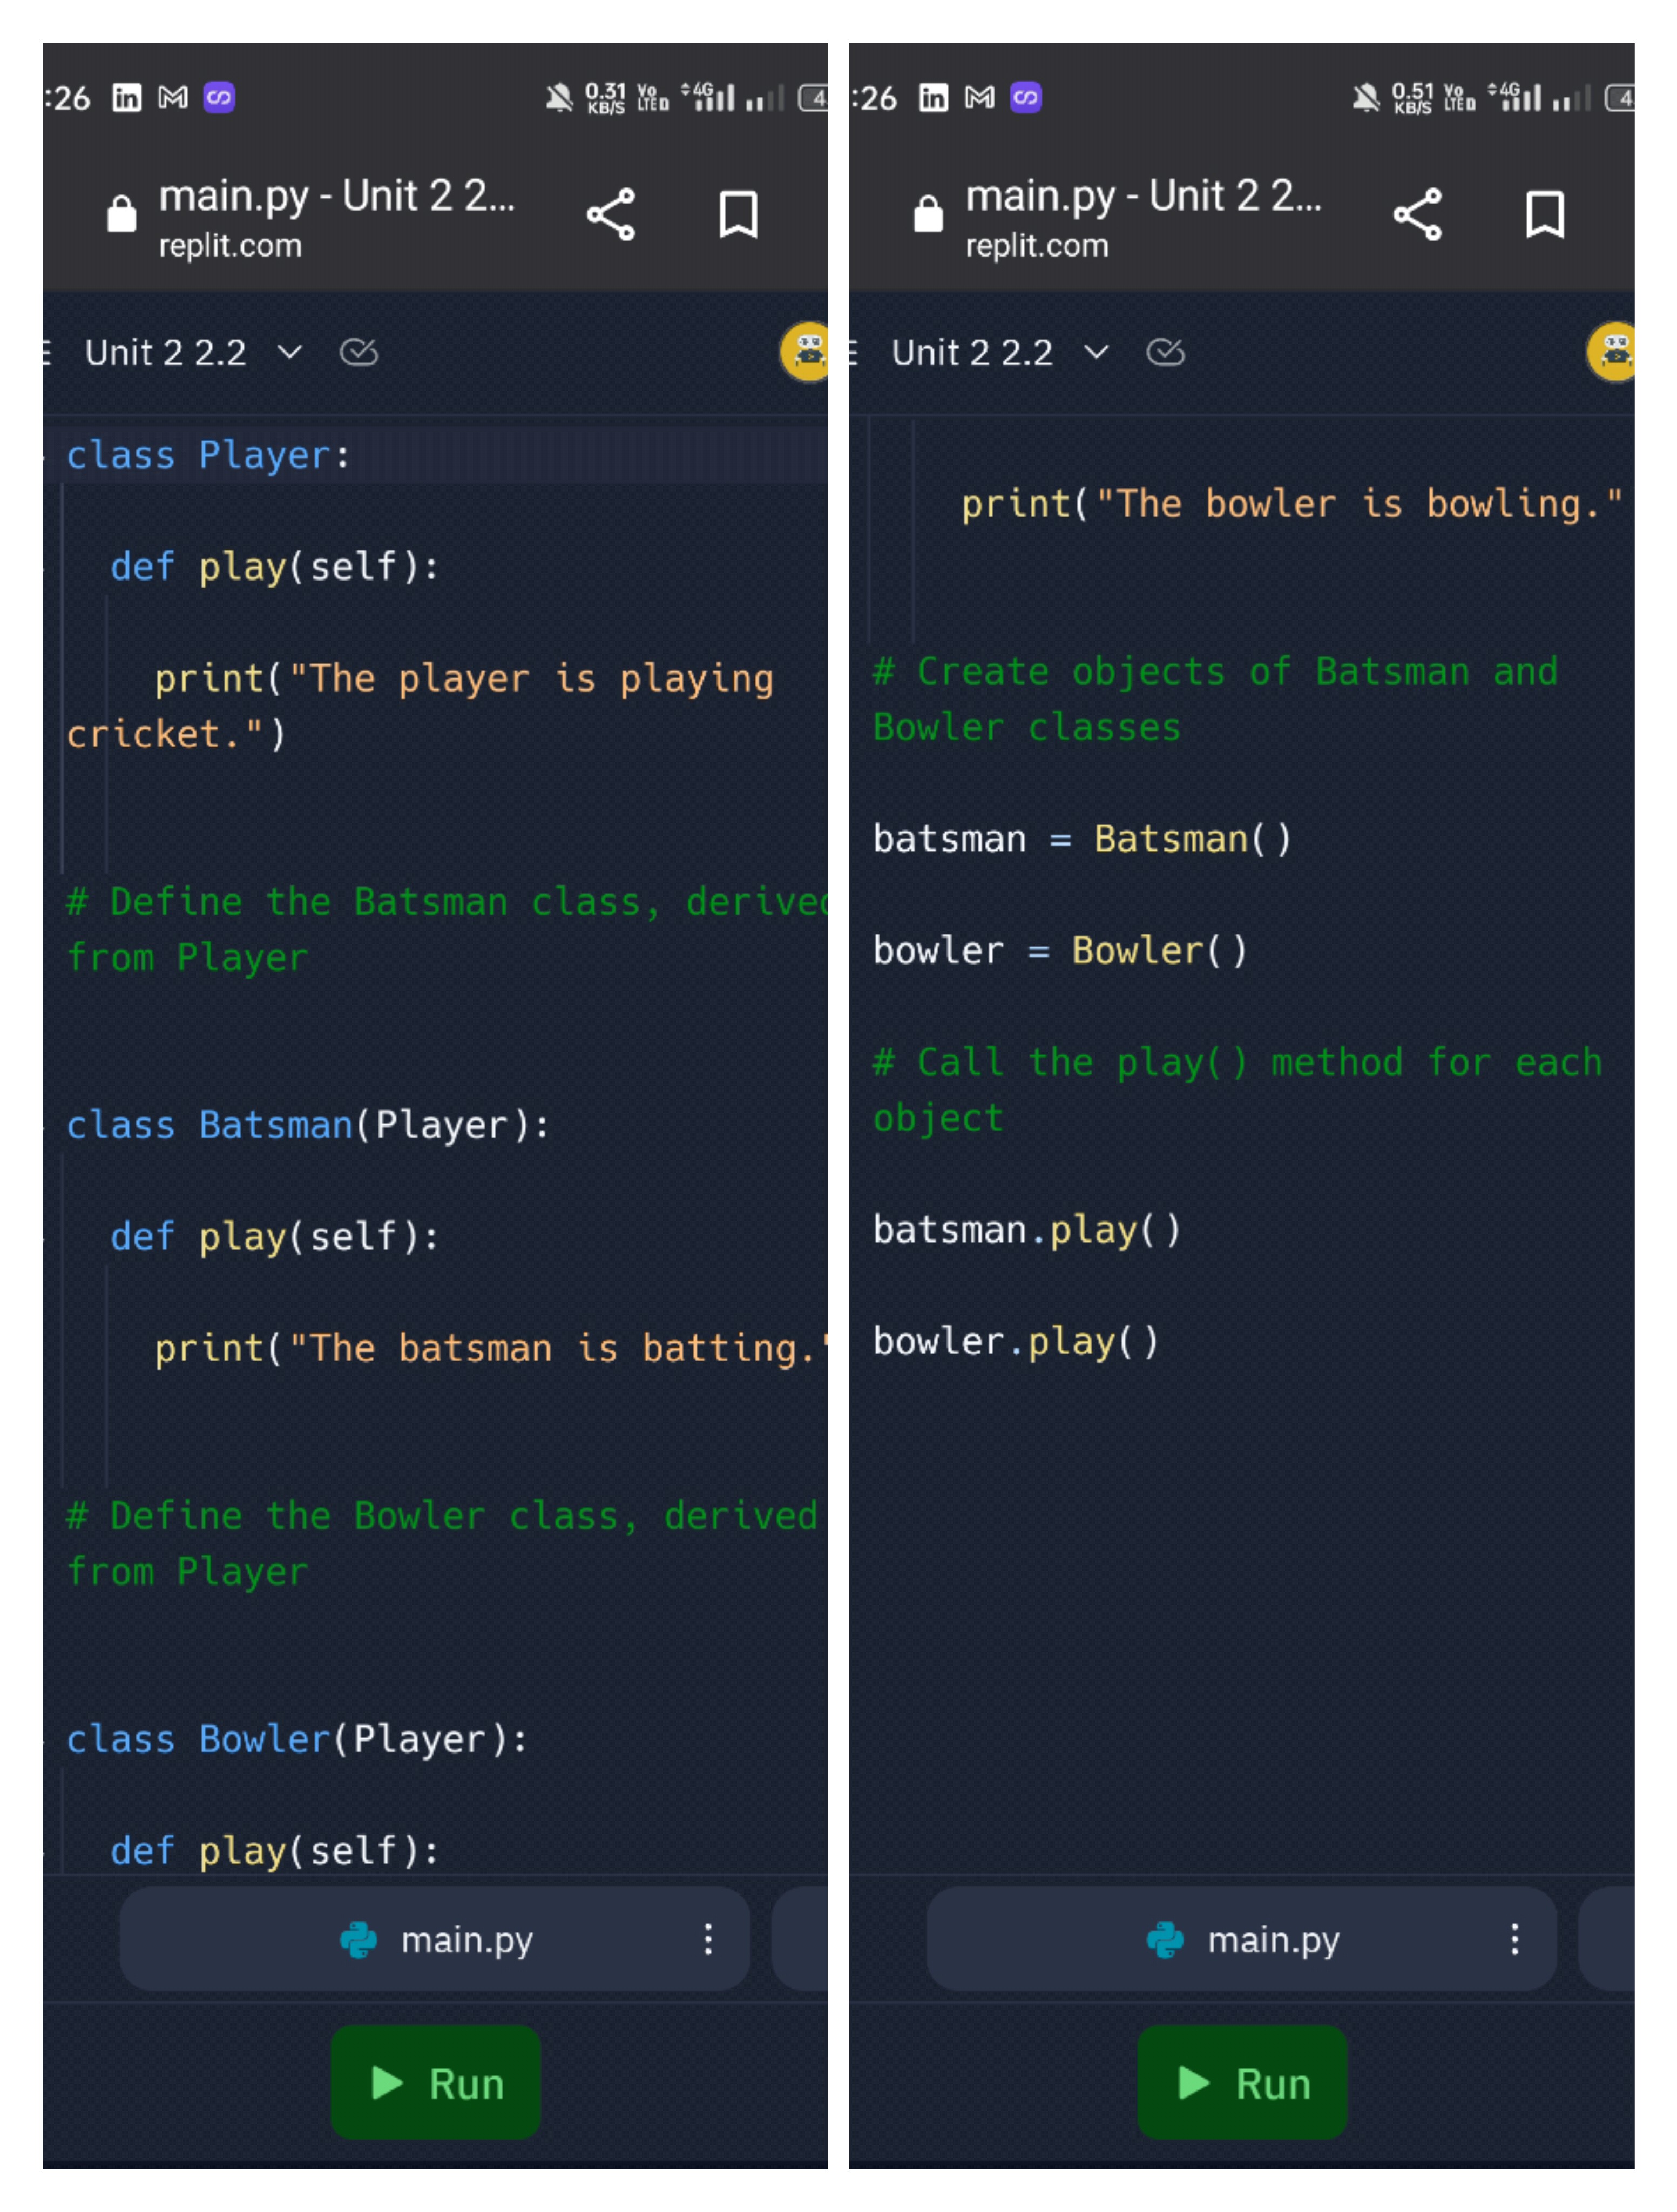 :26 in M 0.31 KB/S Vo LTE 4G 4
main.py - Unit 2 2...
replit.com
Unit 2 2.2
class Player:
def play(self):
print("The player is playing
cricket.")
# Define the Batsman class, derived
from Player
class Batsman(Player):
def play(self):
print("The batsman is batting."
# Define the Bowler class, derived
from Player
class Bowler(Player):
def play(self):
main.py
Run
:26 in M 0.51 KB/S Vo LTE 4G 4
main.py - Unit 2 2...
replit.com
Unit 2 2.2
print("The bowler is bowling."
# Create objects of Batsman and
Bowler classes
batsman = Batsman()
bowler = Bowler()
# Call the play() method for each
object
batsman.play()
bowler.play()
main.py
Run